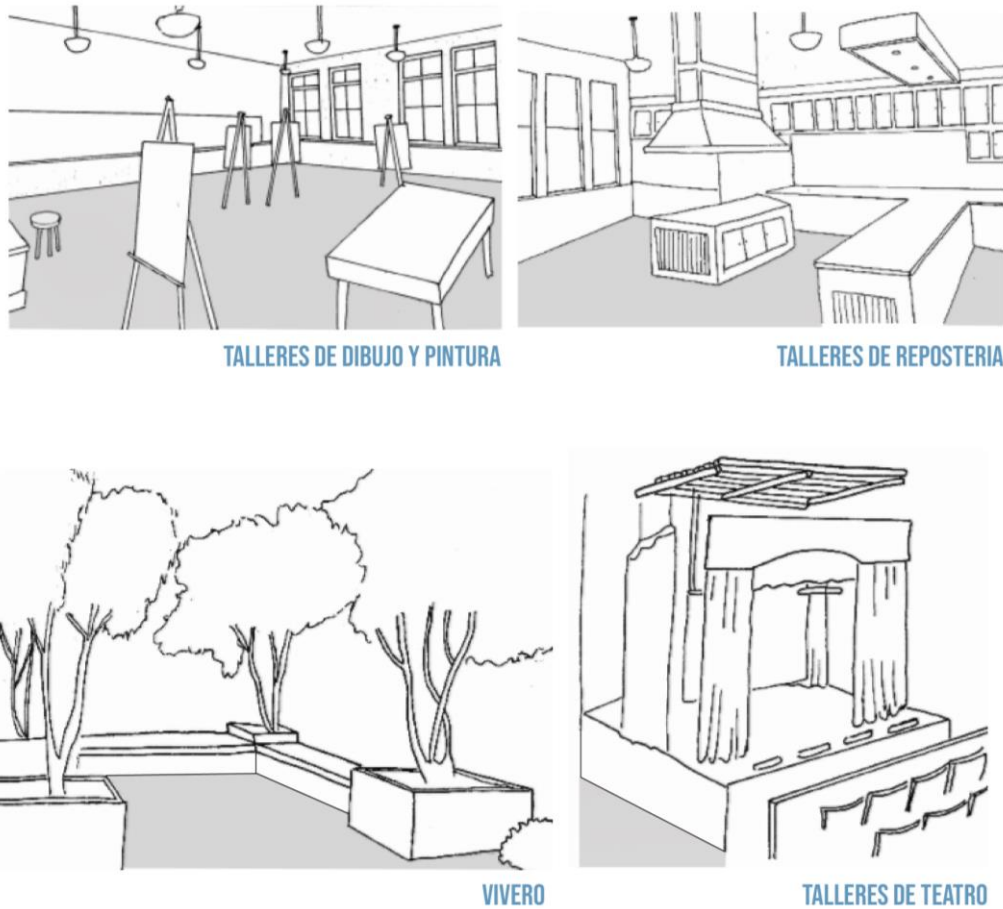 TALLERES DE DIBUJO Y PINTURA
TALLERES DE REPOSTERIA
VIVERO
TALLERES DE TEATRO